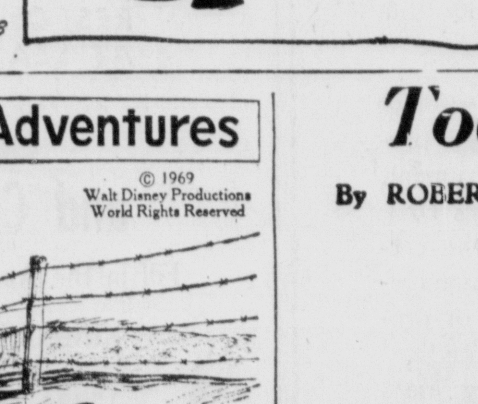 Adventures
© 1969
Walt Disney Productions
World Rights Reserved
To
By ROBER